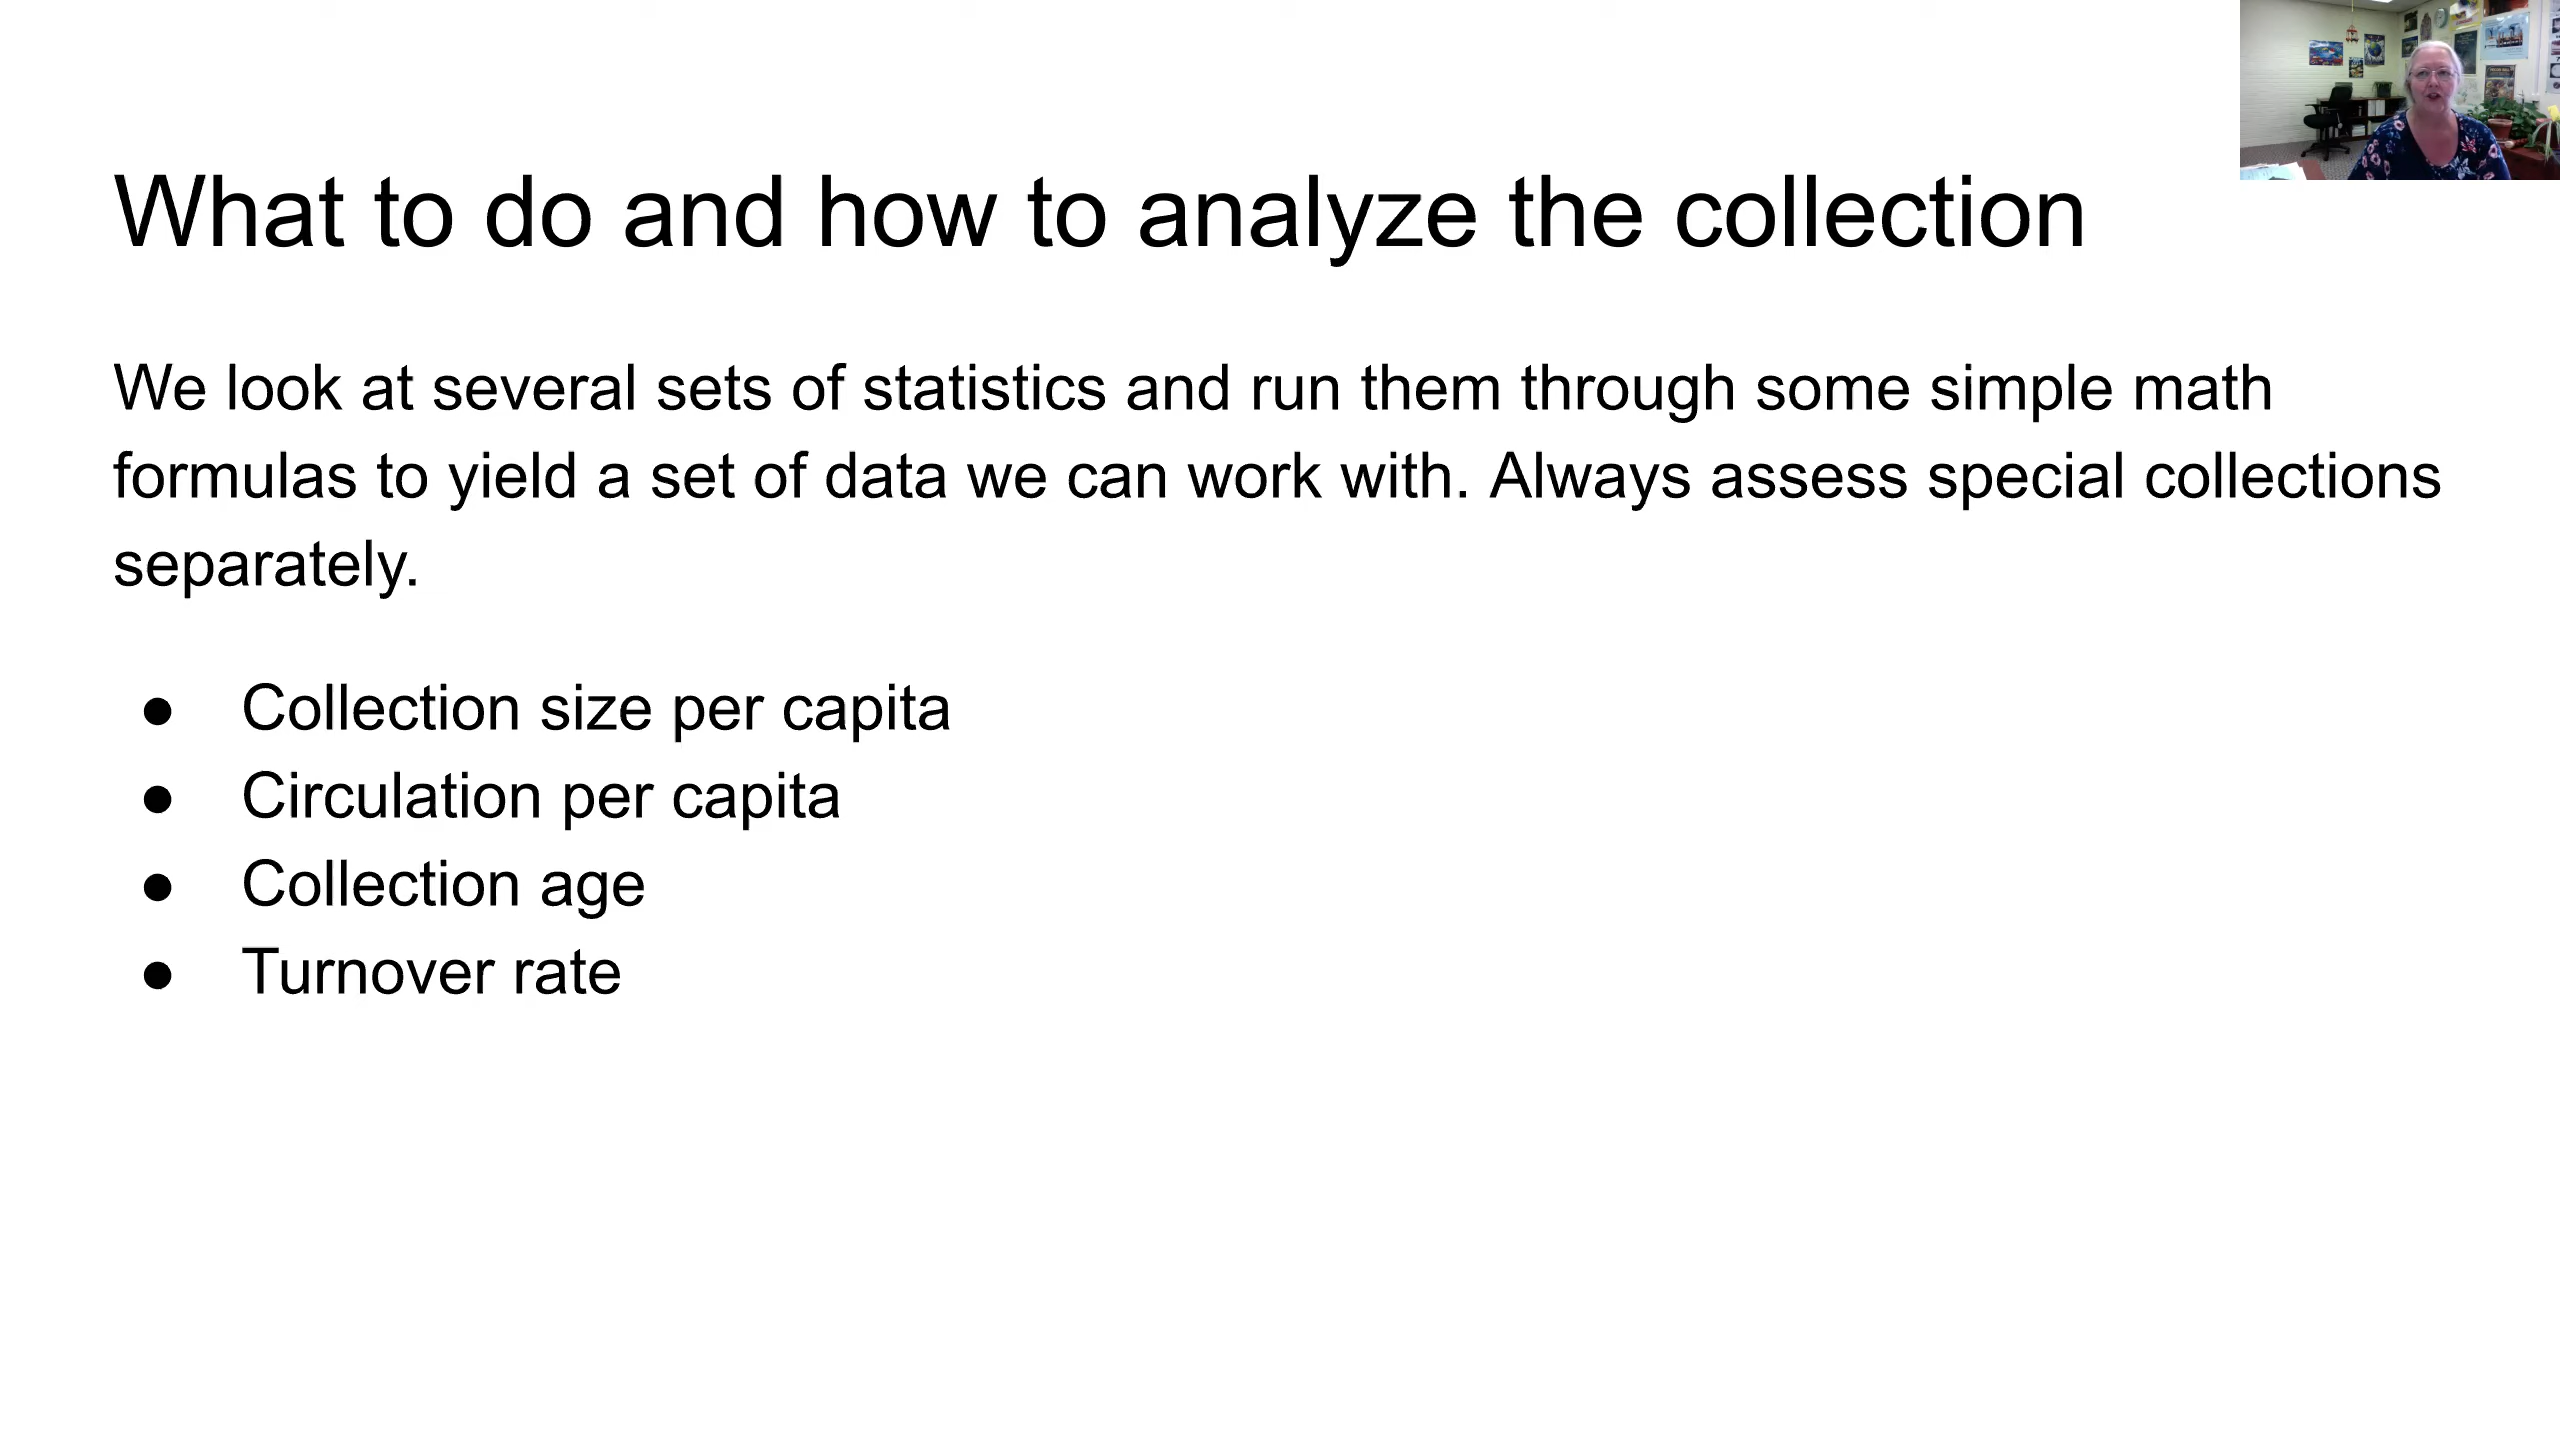 What to do and how to analyze the collection
We look at several sets of statistics and run them through some simple math
formulas to yield a set of data we can work with. Always assess special collections
separately.
● Collection size per capita
● Circulation per capita
● Collection age
● Turnover rate